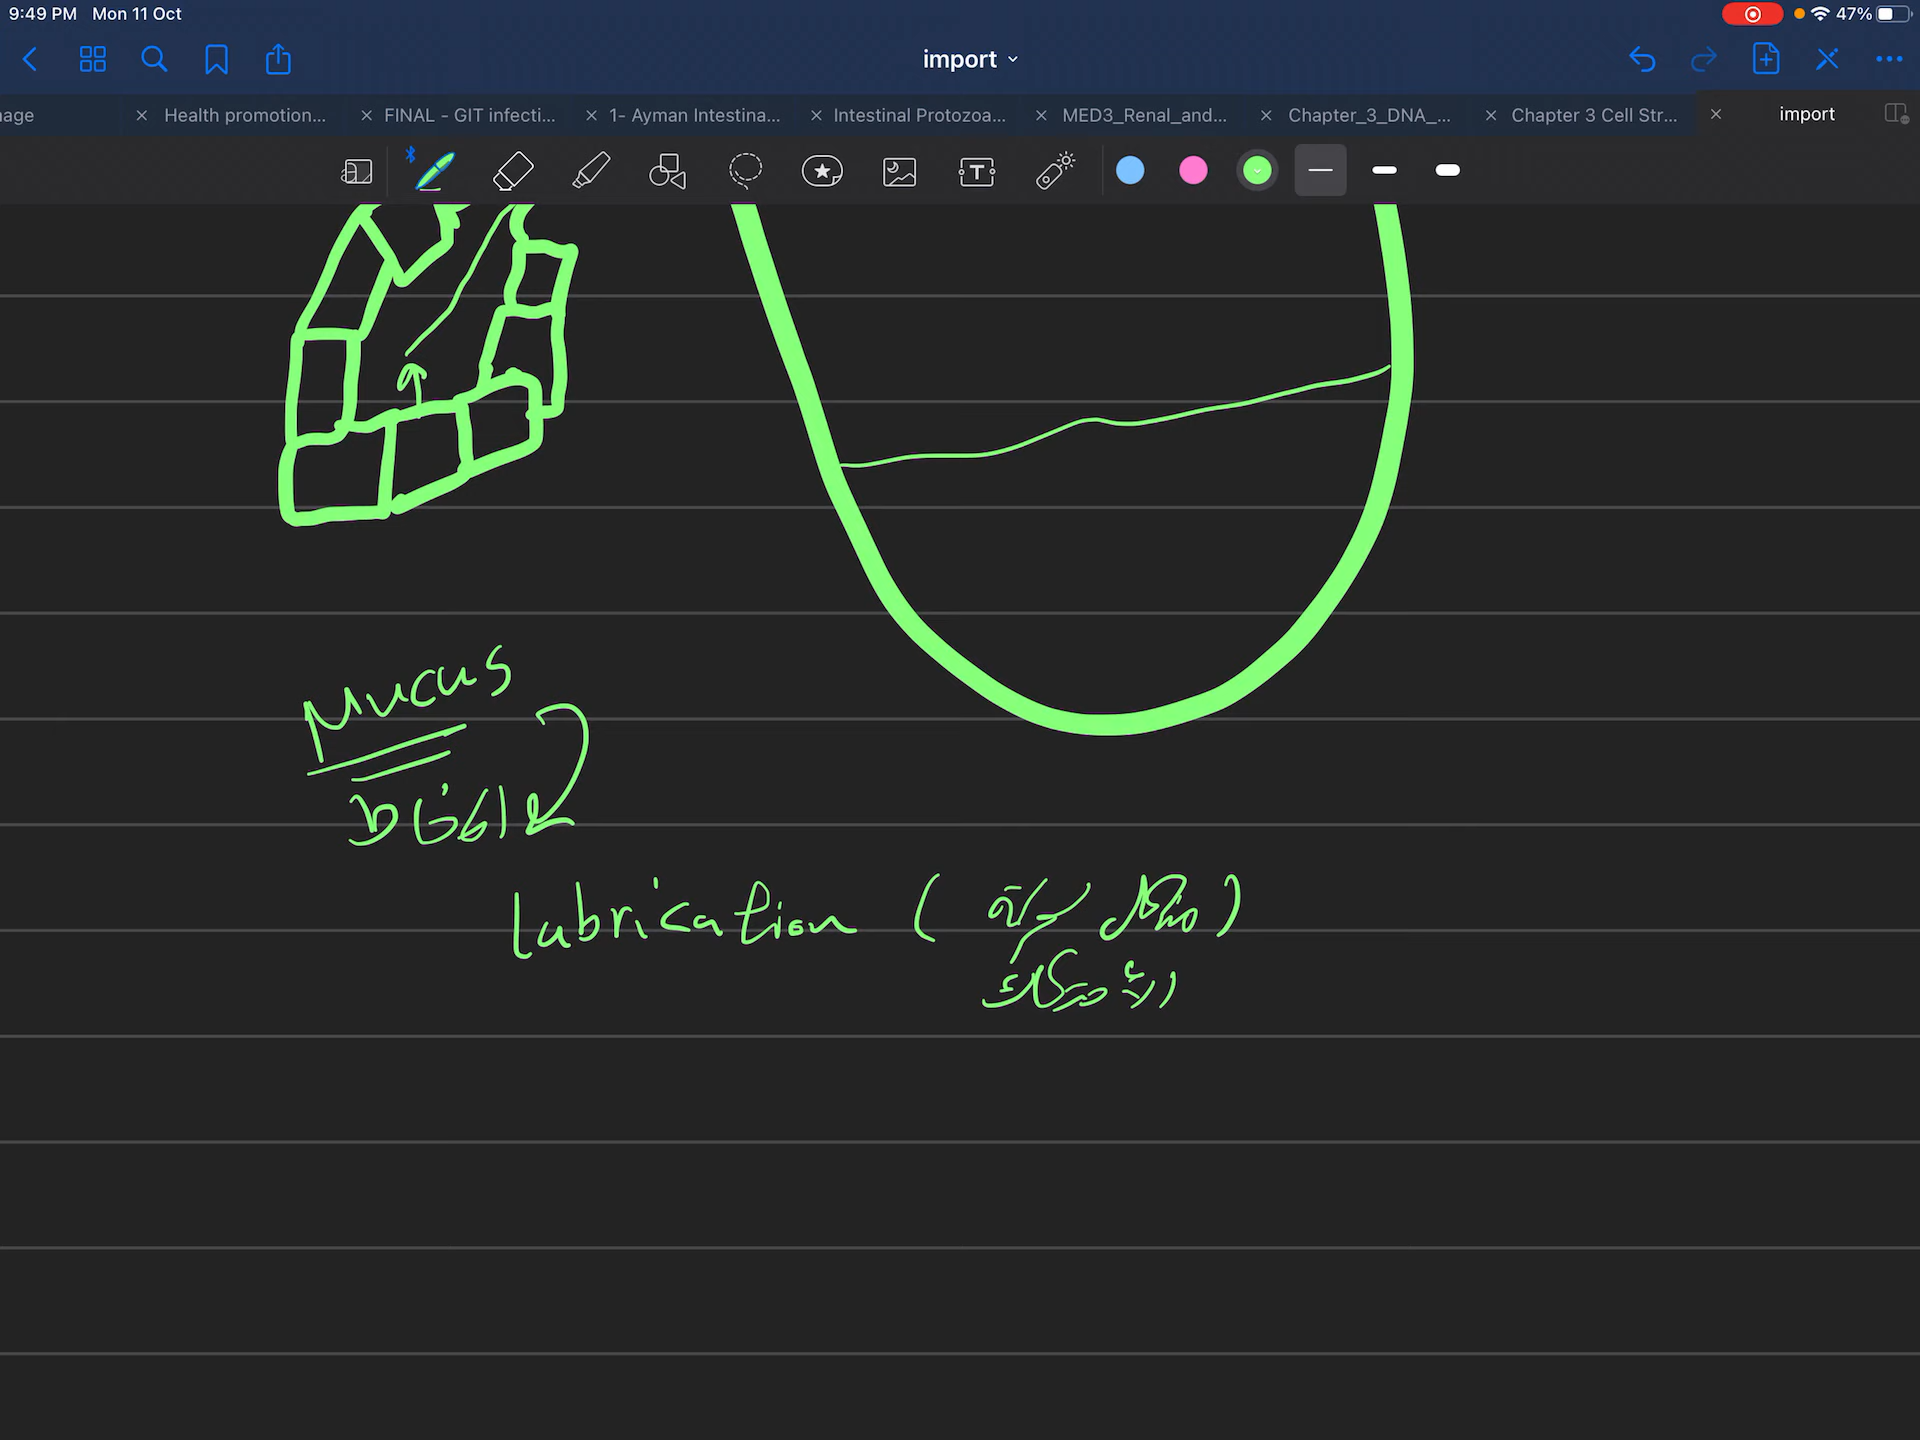 9:49 PM Mon 11 Oct 47%
import
nage Health promotion... FINAL - GIT infecti... 1- Ayman Intestina... Intestinal Protozoa... MED3_Renal_and... Chapter_3_DNA_... Chapter 3 Cell Str... import
Mucus
lubrication (